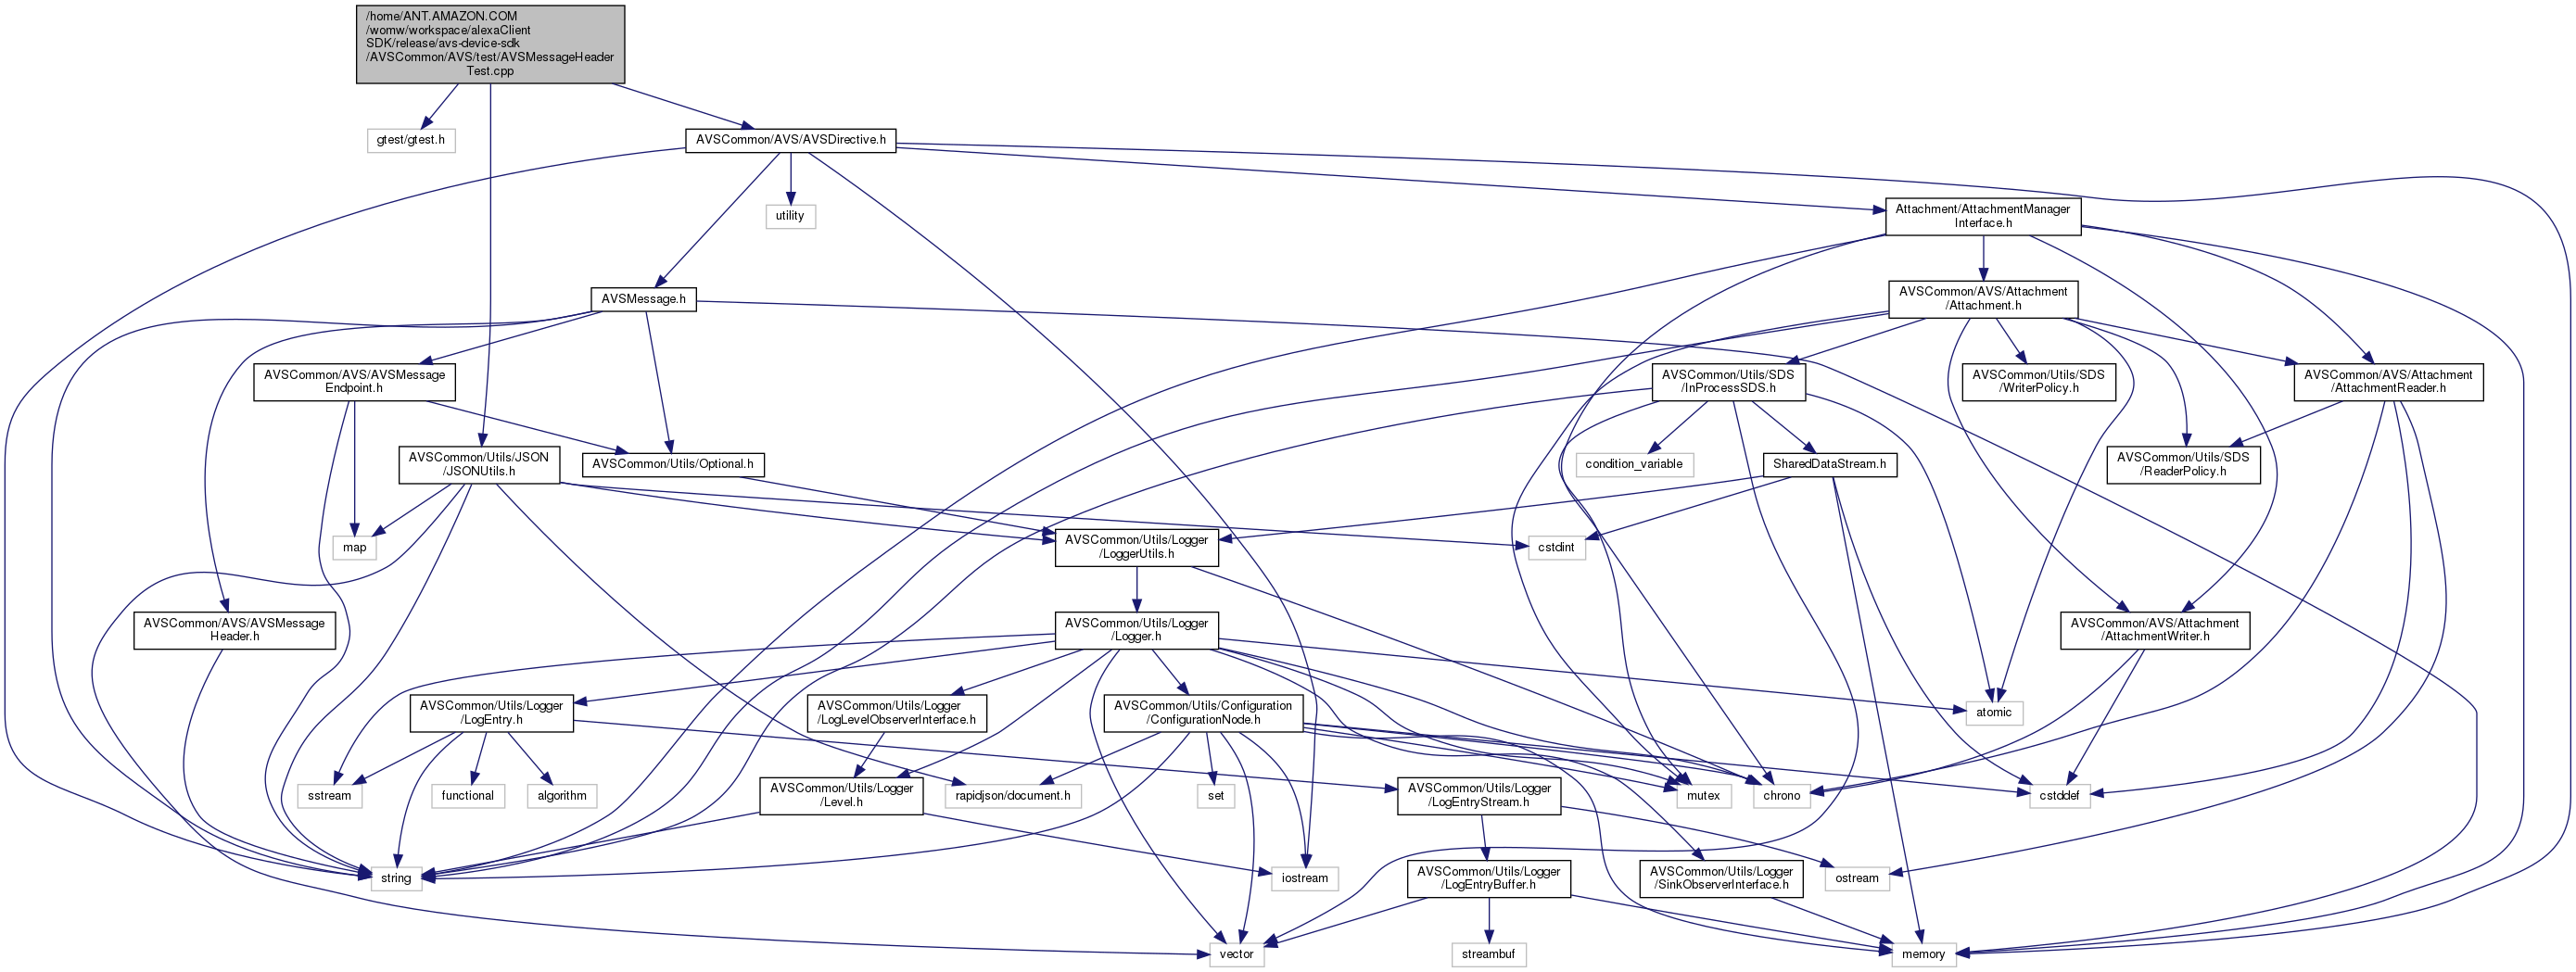 /home/ANT.AMAZON.COM
/womw/workspace/alexaClient
SDK/release/avs-device-sdk
/AVSCommon/AVS/test/AVSMessageHeader
Test.cpp
gtest/gtest.h
AVSCommon/AVS/AVSDirective.h
utility
Attachment/AttachmentManager
Interface.h
AVSMessage.h
AVSCommon/AVS/Attachment
/Attachment.h
AVSCommon/AVS/AVSMessage
Endpoint.h
AVSCommon/Utils/SDS
/InProcessSDS.h
AVSCommon/Utils/SDS
/WriterPolicy.h
AVSCommon/AVS/Attachment
/AttachmentReader.h
AVSCommon/Utils/JSON
/JSONUtils.h
AVSCommon/Utils/Optional.h
condition_variable
SharedDataStream.h
AVSCommon/Utils/SDS
/ReaderPolicy.h
map
AVSCommon/Utils/Logger
/LoggerUtils.h
cstdint
AVSCommon/AVS/AVSMessage
Header.h
AVSCommon/Utils/Logger
/Logger.h
AVSCommon/AVS/Attachment
/AttachmentWriter.h
AVSCommon/Utils/Logger
/LogEntry.h
AVSCommon/Utils/Logger
/LogLevelObserverInterface.h
AVSCommon/Utils/Configuration
/ConfigurationNode.h
atomic
sstream
functional
algorithm
AVSCommon/Utils/Logger
/Level.h
rapidjson/document.h
set
AVSCommon/Utils/Logger
/LogEntryStream.h
mutex
chrono
cstddef
string
iostream
AVSCommon/Utils/Logger
/LogEntryBuffer.h
AVSCommon/Utils/Logger
/SinkObserverInterface.h
ostream
vector
streambuf
memory